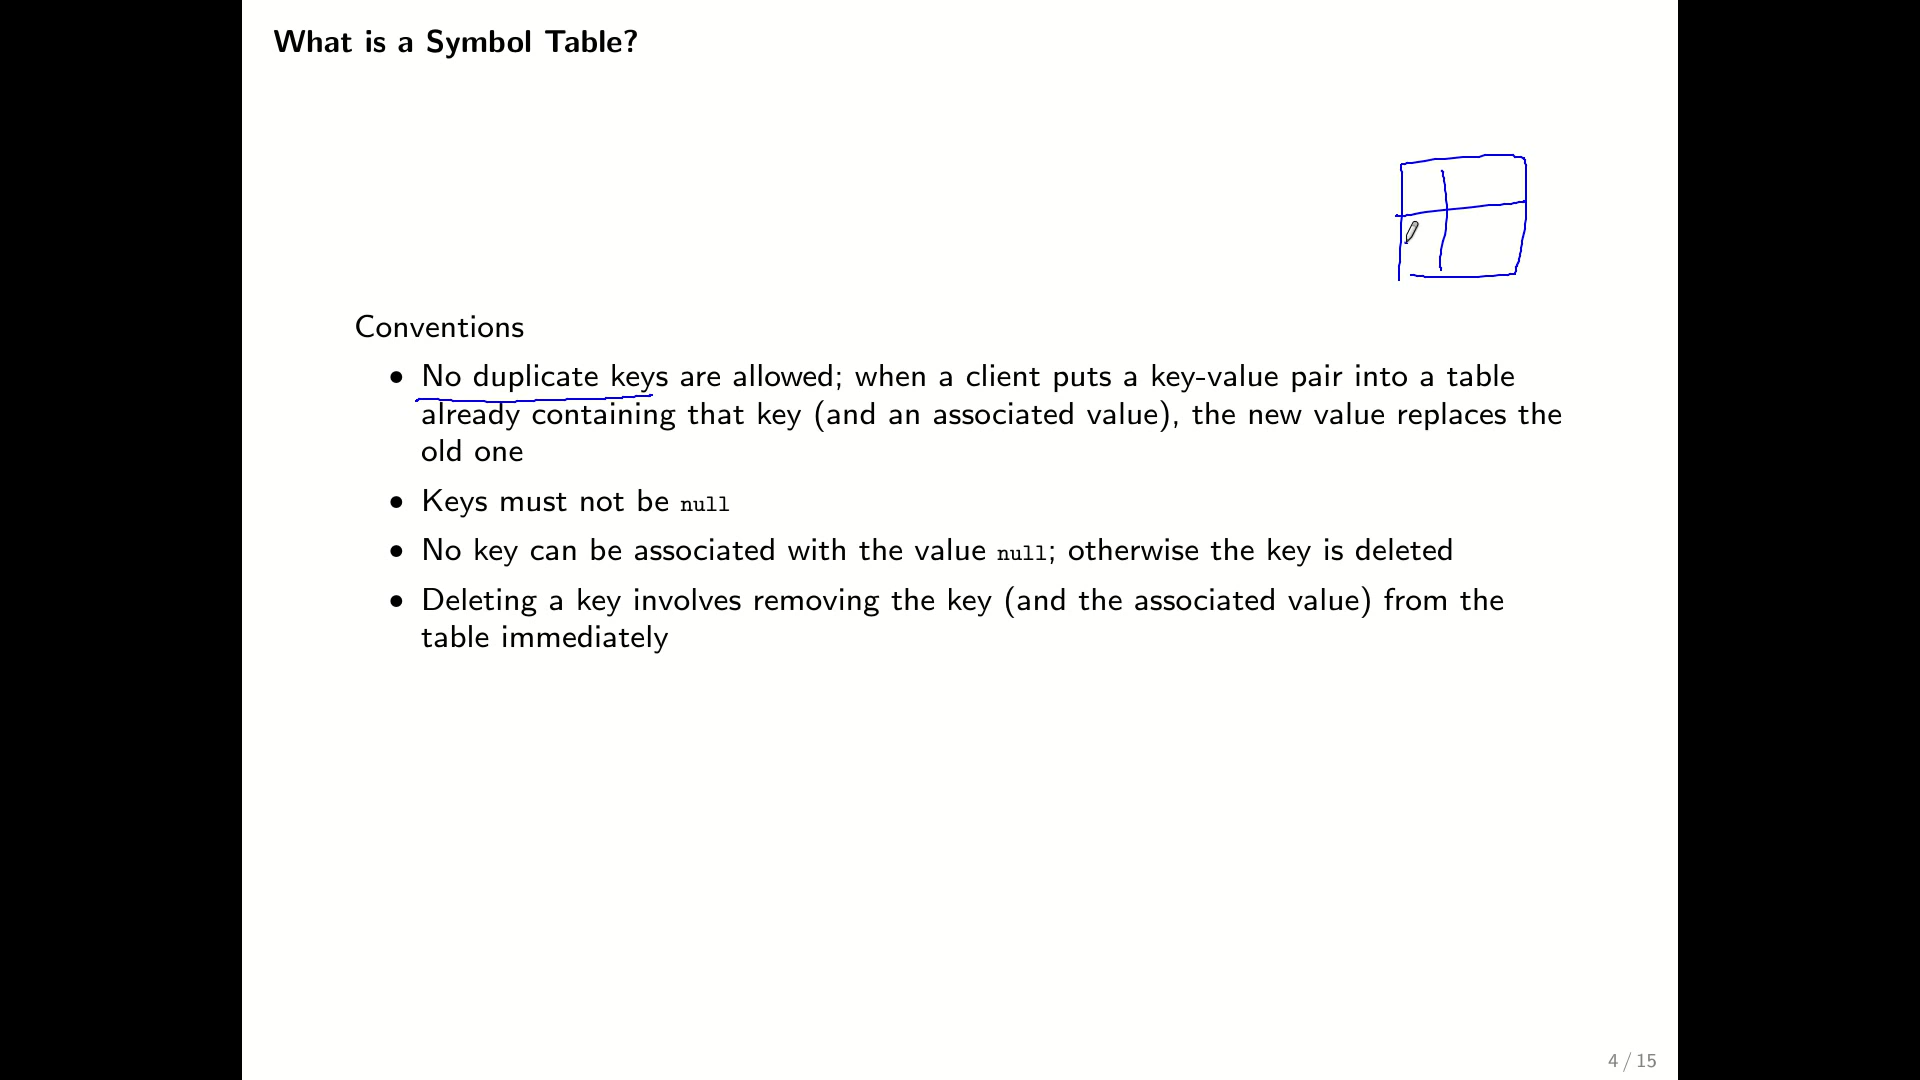 What is a Symbol Table?
Conventions
• No duplicate keys are allowed; when a client puts a key-value pair into a table
already containing that key (and an associated value), the new value replaces the
old one
• Keys must not be null
• No key can be associated with the value null; otherwise the key is deleted
• Deleting a key involves removing the key (and the associated value) from the
table immediately
4 / 15